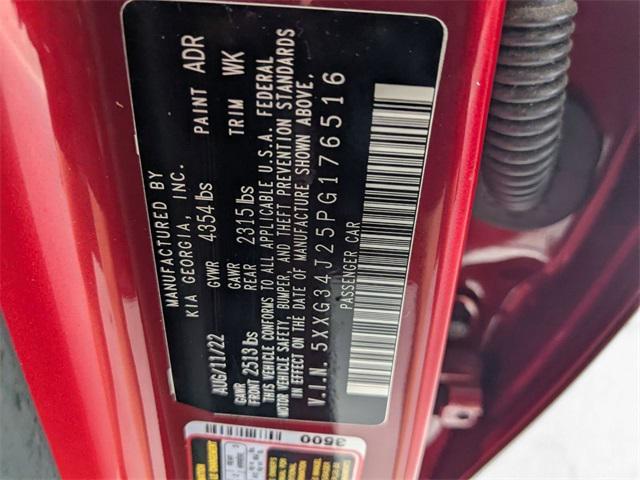 MANUFACTURED BY
KIA GEORGIA, INC.
PAINT ADR
AUG/11/22 GVWR 4354 lbs
TRIM WK
GAWR FRONT 2513 lbs GAWR REAR 2315 lbs
THIS VEHICLE CONFORMS TO ALL APPLICABLE U.S.A. FEDERAL
MOTOR VEHICLE SAFETY, BUMPER, AND THEFT PREVENTION STANDARDS
IN EFFECT ON THE DATE OF MANUFACTURE SHOWN ABOVE.
V.I.N. 5XXG34J25PG176516
PASSENGER CAR
3500